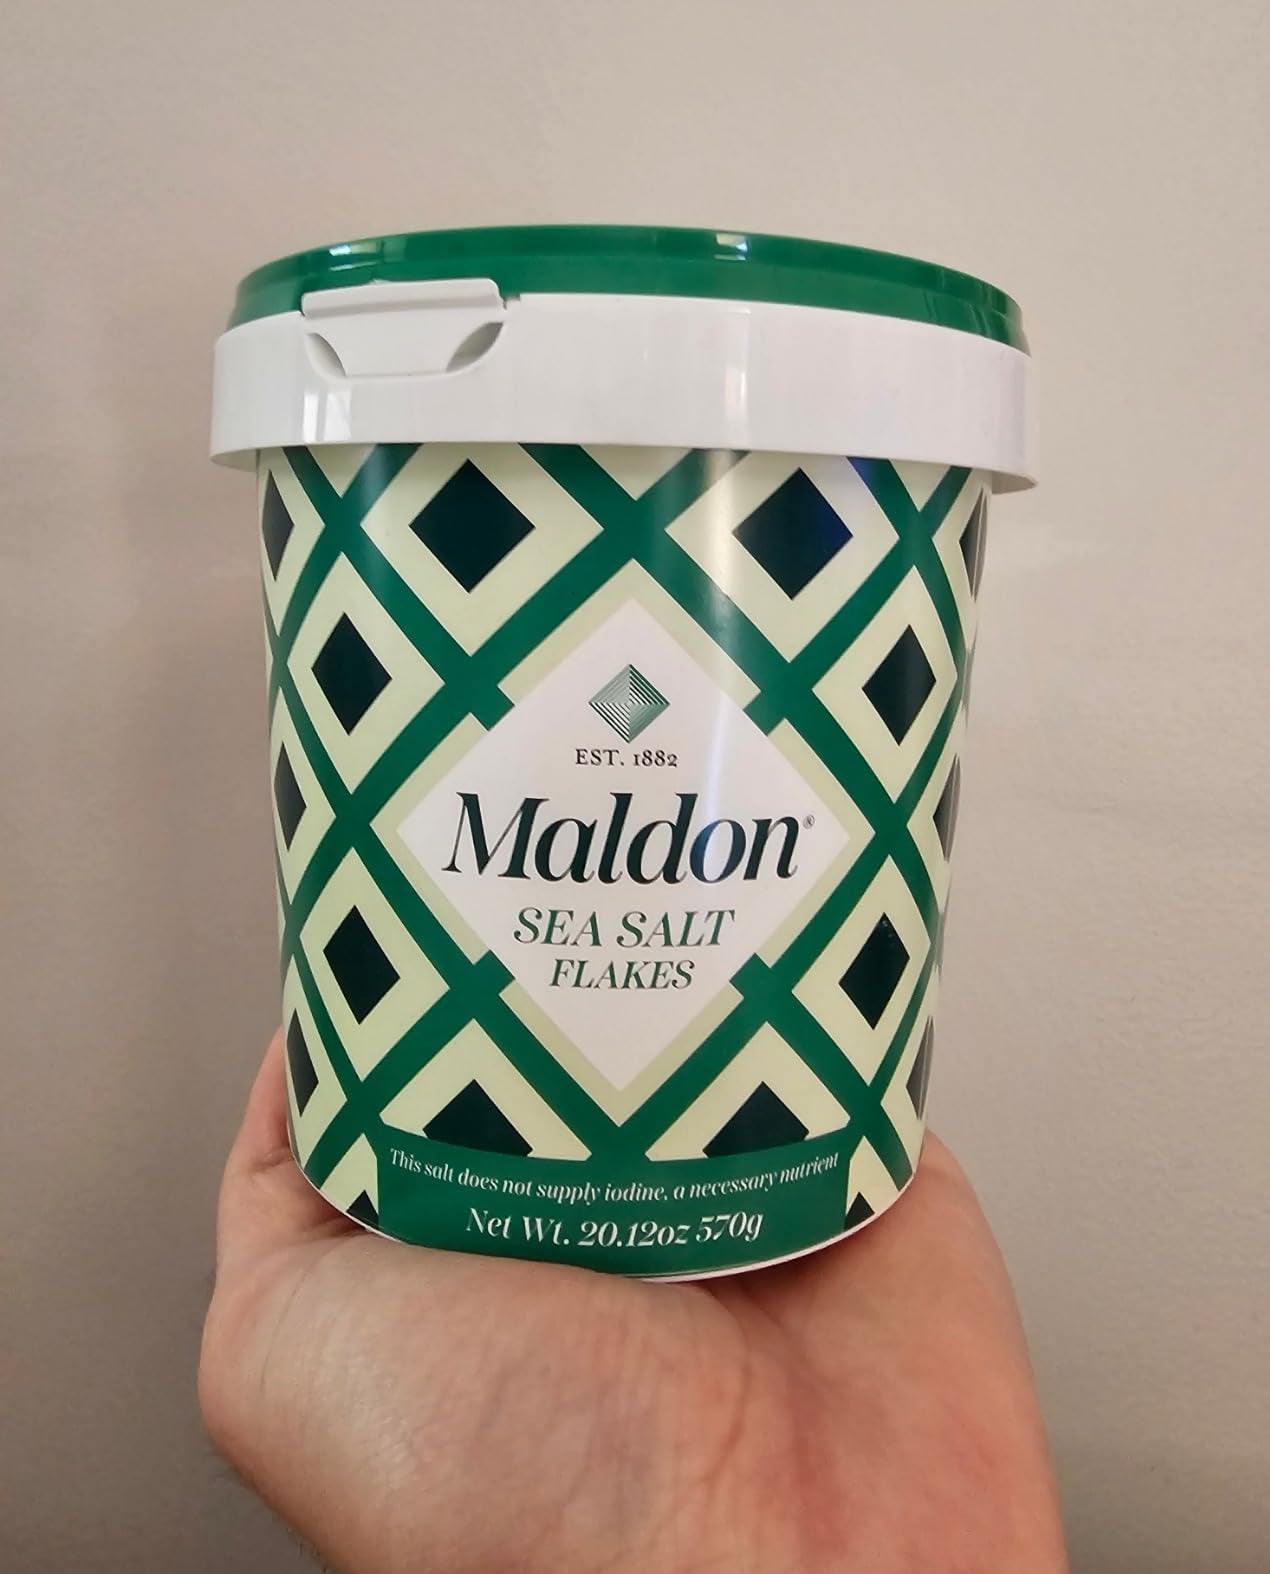 EST. 1882
Maldon®
SEA SALT
FLAKES
This salt does not supply iodine, a necessary nutrient
Net Wt. 20.12oz 570g